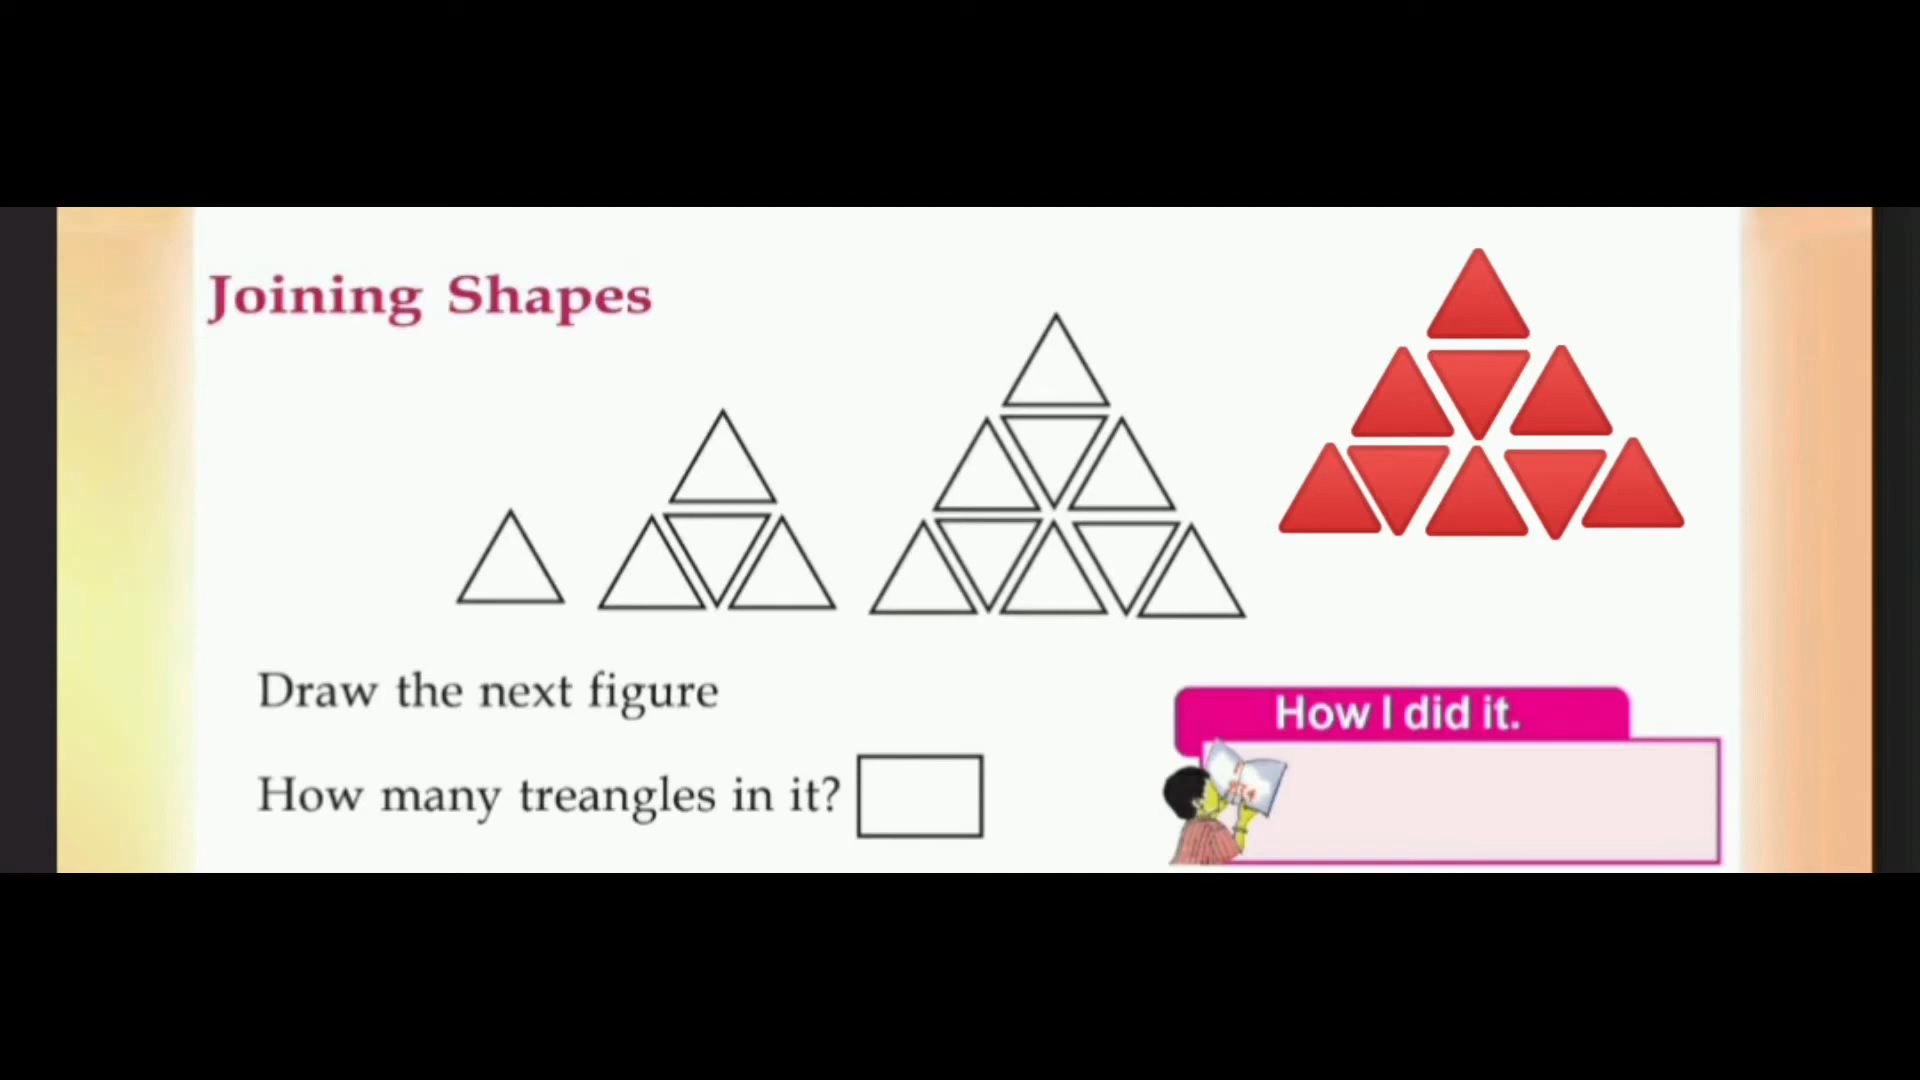 Joining Shapes
Draw the next figure
How many treangles in it?
How I did it.